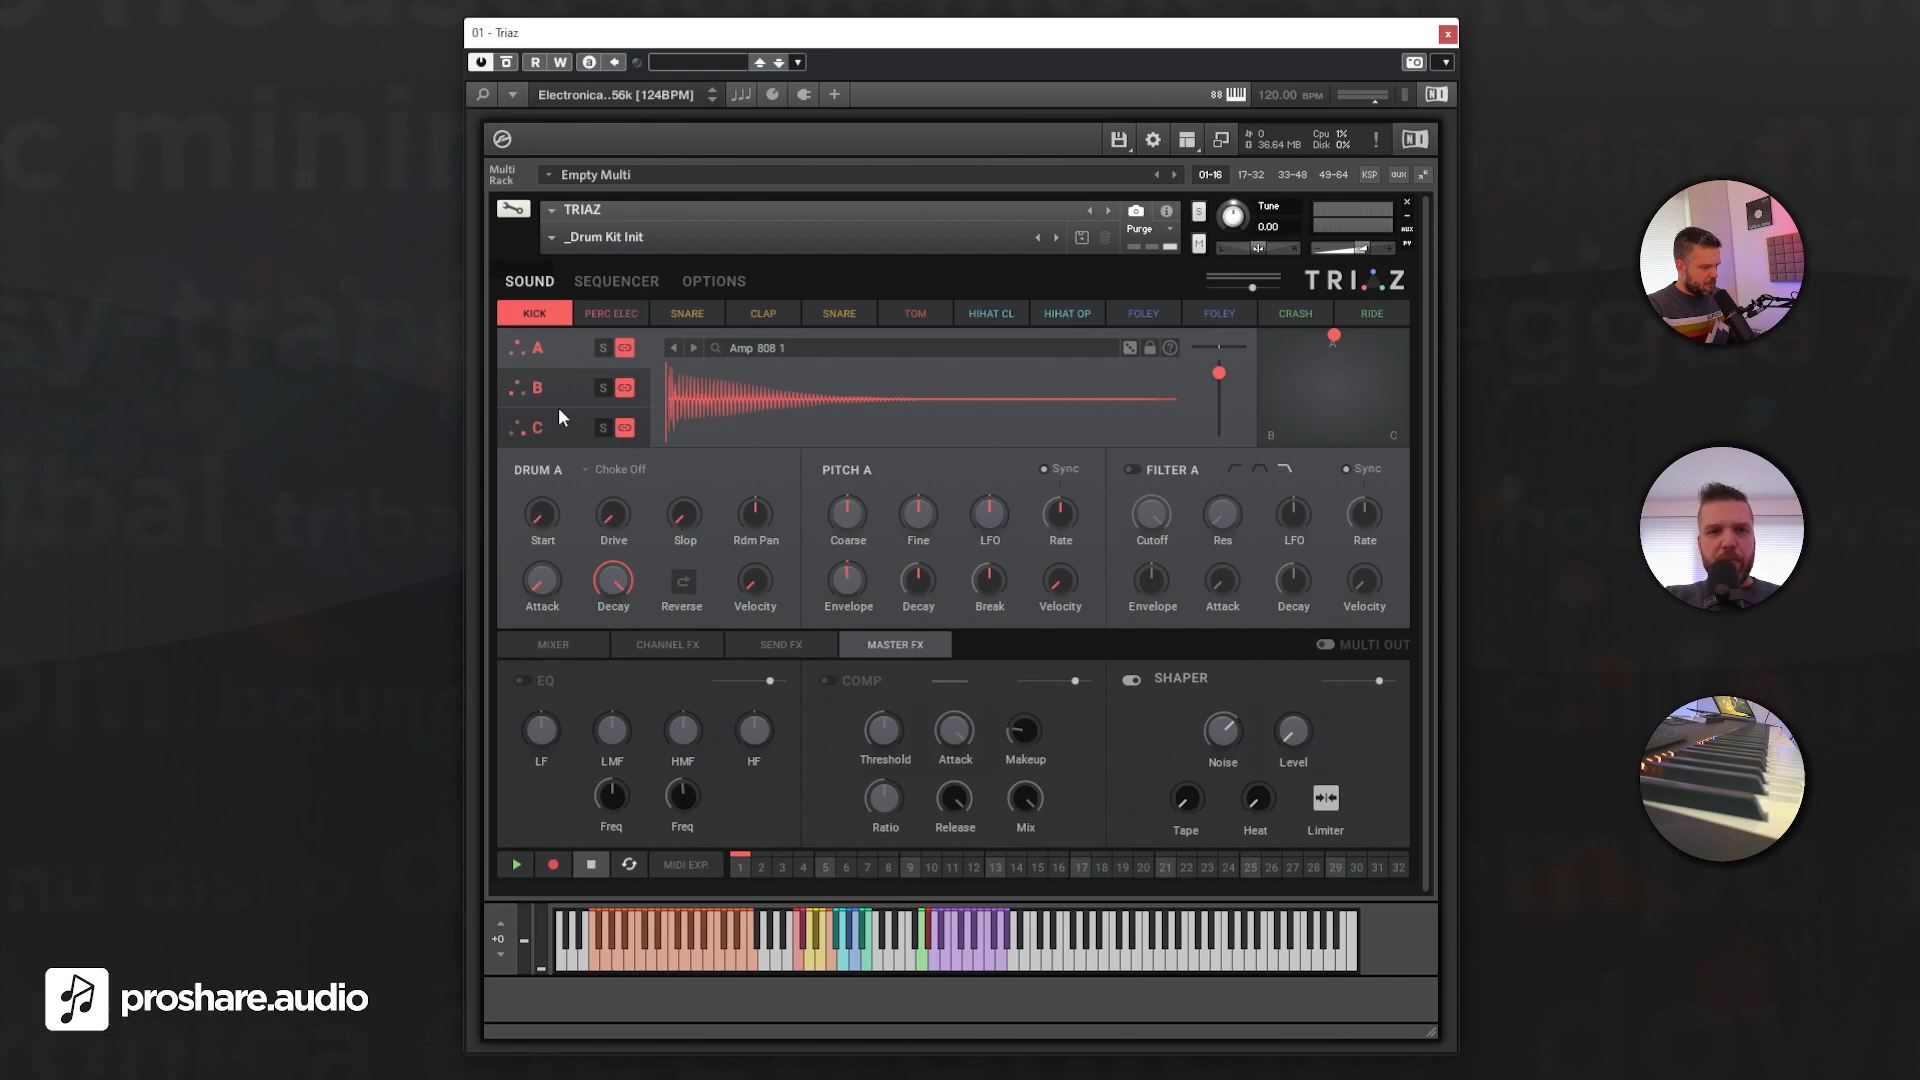 01 - Triaz
R W
Electronica..56k [124BPM]
88
120.00 BPM
0
36.64 MB
Cpu 1%
Disk 0%
!
Multi
Rack
Empty Multi
01-16 17-32 33-48 49-64 KSP AUX
TRIAZ
_Drum Kit Init
Purge
S
M
Tune
0.00
L R
AUX
PV
SOUND SEQUENCER OPTIONS
TRIAZ
KICK PERC ELEC SNARE CLAP SNARE TOM HIHAT CL HIHAT OP FOLEY FOLEY CRASH RIDE
A S
Amp 808 1
A
B S
C S
B C
DRUM A Choke Off
PITCH A Sync
FILTER A Sync
Start Drive Slop Rdm Pan Coarse Fine LFO Rate Cutoff Res LFO Rate
Attack Decay Reverse Velocity Envelope Decay Break Velocity Envelope Attack Decay Velocity
MIXER CHANNEL FX SEND FX MASTER FX MULTI OUT
EQ COMP SHAPER
LF LMF HMF HF Threshold Attack Makeup Noise Level
Freq Freq Ratio Release Mix Tape Heat Limiter
MIDI EXP. 1 2 3 4 5 6 7 8 9 10 11 12 13 14 15 16 17 18 19 20 21 22 23 24 25 26 27 28 29 30 31 32
+0
proshare.audio